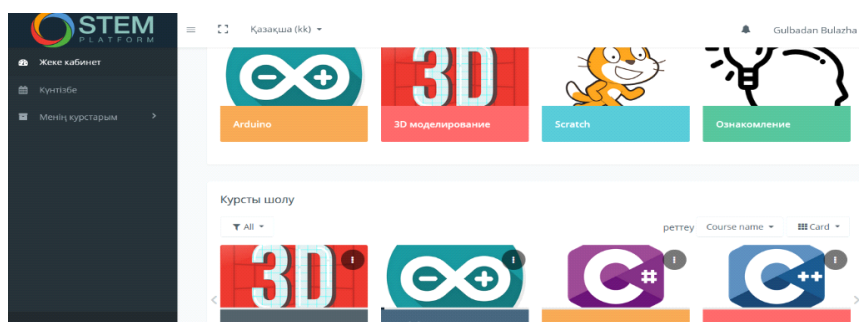 STEM
PLATFORM
Қазақша (kk)
Gulbadan Bulazha
Жеке кабинет
Күнтізбе
Менің курстарым
3D
Arduino
3D моделирование
Scratch
Ознакомление
Курсты шолу
All
реттеу Course name Card
3D
C#
C++